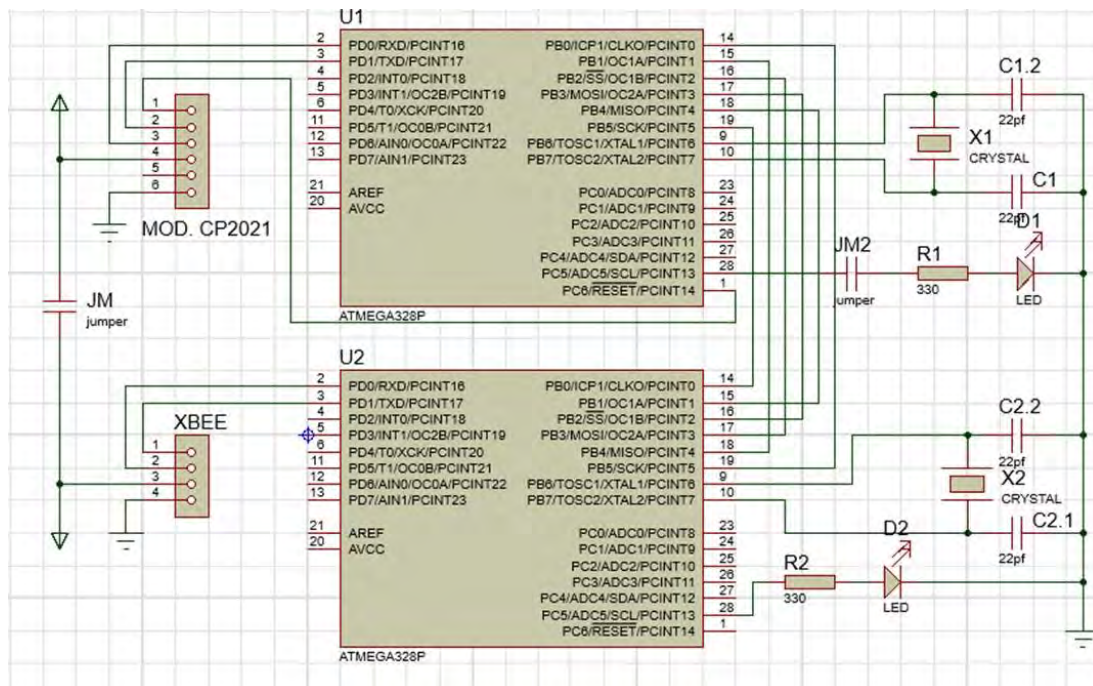 U1
2 PD0/RXD/PCINT16 PB0/ICP1/CLKO/PCINT0 14
3 PD1/TXD/PCINT17 PB1/OC1A/PCINT1 15
4 PD2/INT0/PCINT18 PB2/SS/OC1B/PCINT2 16
5 PD3/INT1/OC2B/PCINT19 PB3/MOSI/OC2A/PCINT3 17
6 PD4/T0/XCK/PCINT20 PB4/MISO/PCINT4 18
11 PD5/T1/OC0B/PCINT21 PB5/SCK/PCINT5 19
12 PD6/AIN0/OC0A/PCINT22 PB6/TOSC1/XTAL1/PCINT6 9
13 PD7/AIN1/PCINT23 PB7/TOSC2/XTAL2/PCINT7 10
21 AREF PC0/ADC0/PCINT8 23
20 AVCC PC1/ADC1/PCINT9 24
PC2/ADC2/PCINT10 25
PC3/ADC3/PCINT11 26
PC4/ADC4/SDA/PCINT12 27
PC5/ADC5/SCL/PCINT13 28
PC6/RESET/PCINT14 1
ATMEGA328P
1
2
3
4
5
6
MOD. CP2021
JM
jumper
C1.2
22pf
X1
CRYSTAL
C1
22pf
D1
LED
JM2
jumper
R1
330
U2
2 PD0/RXD/PCINT16 PB0/ICP1/CLKO/PCINT0 14
3 PD1/TXD/PCINT17 PB1/OC1A/PCINT1 15
4 PD2/INT0/PCINT18 PB2/SS/OC1B/PCINT2 16
5 PD3/INT1/OC2B/PCINT19 PB3/MOSI/OC2A/PCINT3 17
6 PD4/T0/XCK/PCINT20 PB4/MISO/PCINT4 18
11 PD5/T1/OC0B/PCINT21 PB5/SCK/PCINT5 19
12 PD6/AIN0/OC0A/PCINT22 PB6/TOSC1/XTAL1/PCINT6 9
13 PD7/AIN1/PCINT23 PB7/TOSC2/XTAL2/PCINT7 10
21 AREF PC0/ADC0/PCINT8 23
20 AVCC PC1/ADC1/PCINT9 24
PC2/ADC2/PCINT10 25
PC3/ADC3/PCINT11 26
PC4/ADC4/SDA/PCINT12 27
PC5/ADC5/SCL/PCINT13 28
PC6/RESET/PCINT14 1
ATMEGA328P
XBEE
1
2
3
4
C2.2
22pf
X2
CRYSTAL
C2.1
22pf
D2
LED
R2
330